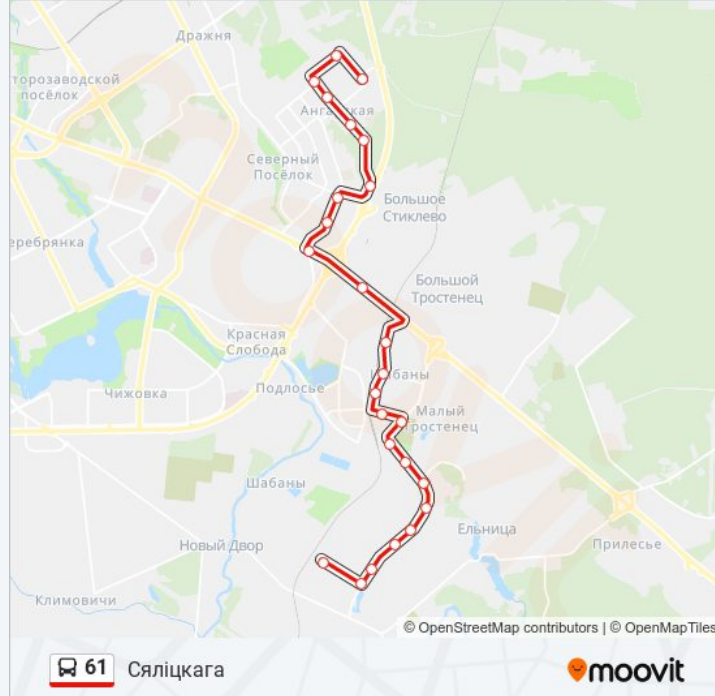 Дражня
торозаводской
посёлок
Ангарская
Северный
Посёлок
Большое
Стиклево
еребрянка
Большой
Тростенец
Красная
Слобода
Шабаны
Подлосье
Чижовка
Малый
Тростенец
Шабаны
Ельница
Новый Двор
Прилесье
Климовичи
© OpenStreetMap contributors | © OpenMapTiles
61 Сяліцкага
moovit